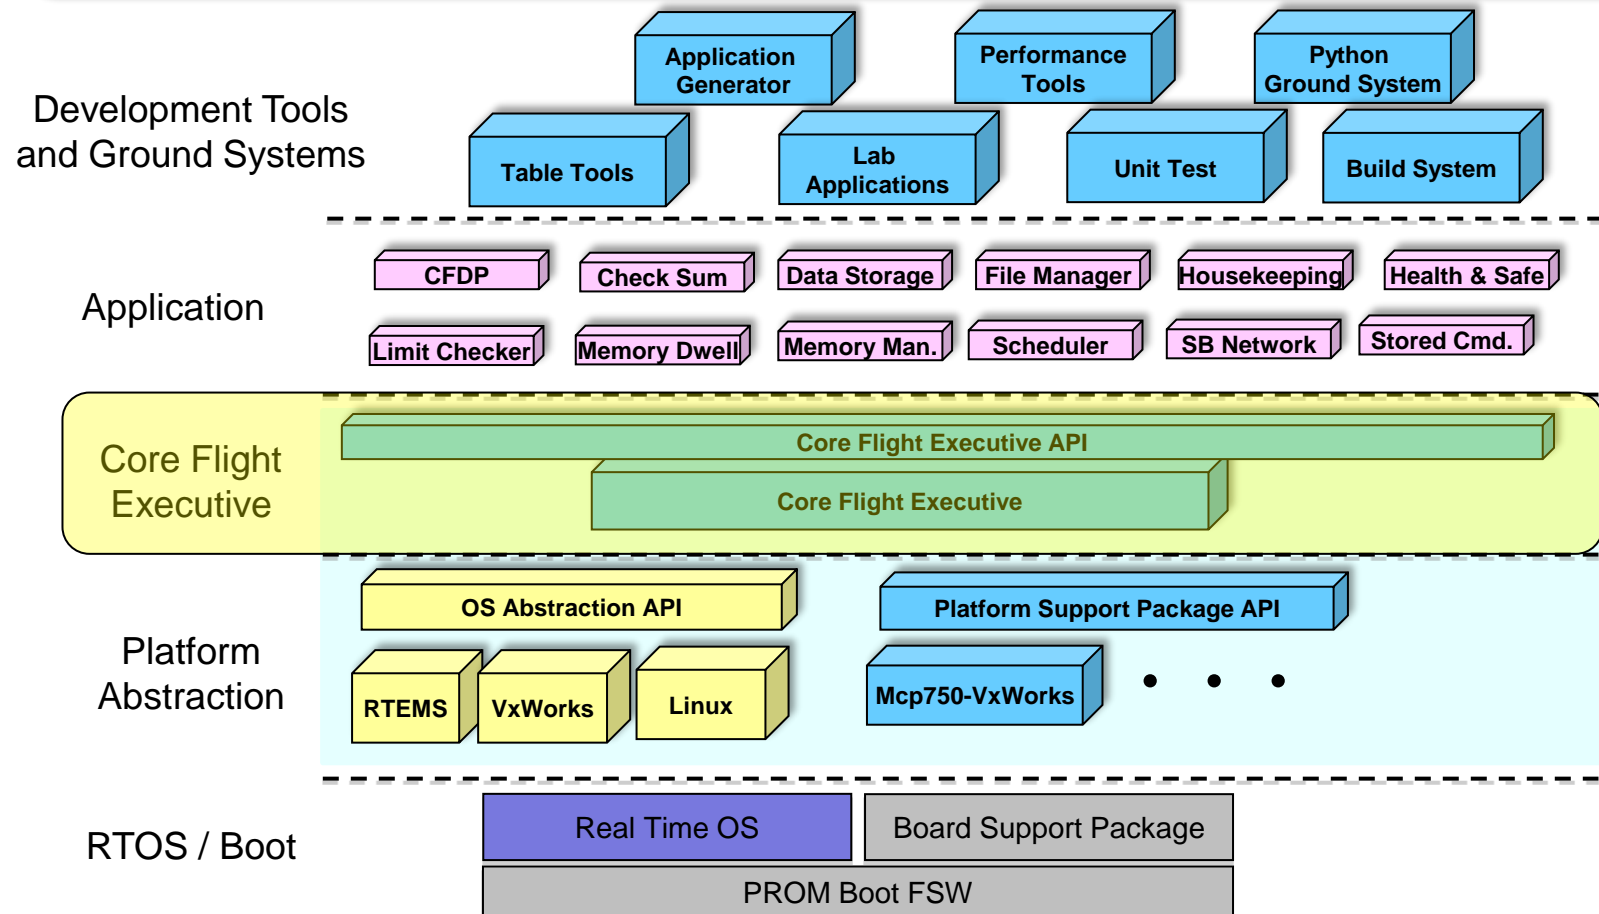 Development Tools
and Ground Systems
Application
Generator
Performance
Tools
Python
Ground System
Table Tools
Lab
Applications
Unit Test
Build System
Application
CFDP
Check Sum
Data Storage
File Manager
Housekeeping
Health & Safe
Limit Checker
Memory Dwell
Memory Man.
Scheduler
SB Network
Stored Cmd.
Core Flight
Executive
Core Flight Executive API
Core Flight Executive
Platform
Abstraction
OS Abstraction API
Platform Support Package API
RTEMS
VxWorks
Linux
Mcp750-VxWorks
• • •
RTOS / Boot
Real Time OS
Board Support Package
PROM Boot FSW